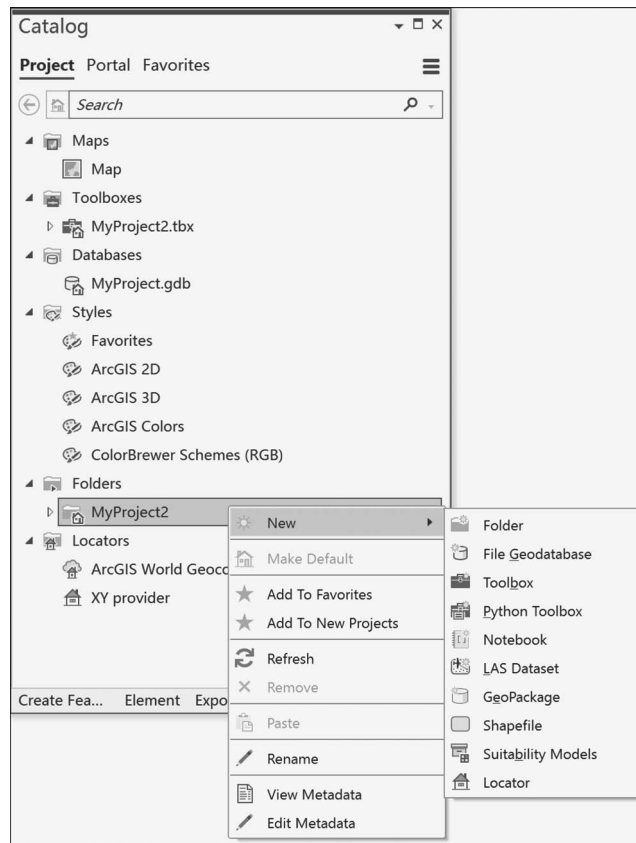 Catalog
Project Portal Favorites
Search
Maps
Map
Toolboxes
MyProject2.tbx
Databases
MyProject.gdb
Styles
Favorites
ArcGIS 2D
ArcGIS 3D
ArcGIS Colors
ColorBrewer Schemes (RGB)
Folders
MyProject2
Locators
ArcGIS World Geoco
XY provider
Create Fea... Element Expo
New
Make Default
Add To Favorites
Add To New Projects
Refresh
Remove
Paste
Rename
View Metadata
Edit Metadata
Folder
File Geodatabase
Toolbox
Python Toolbox
Notebook
LAS Dataset
GeoPackage
Shapefile
Suitability Models
Locator